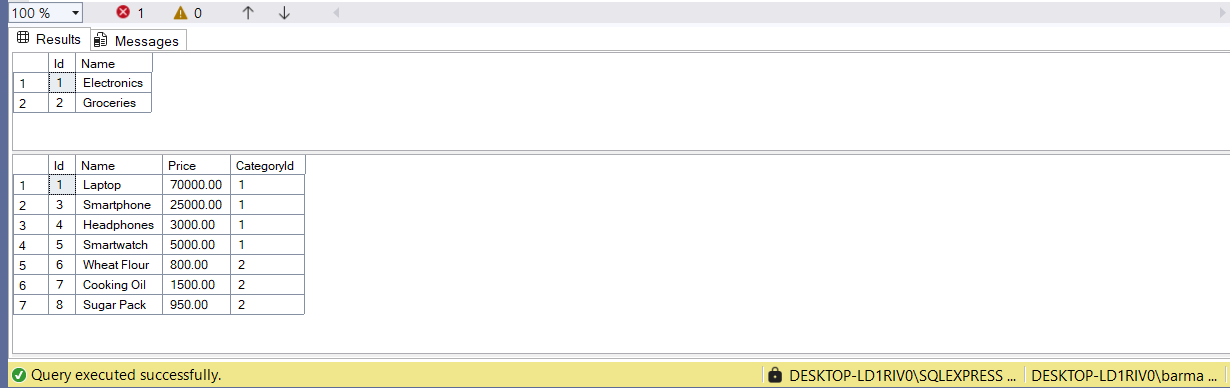 100 % 1 0
Results Messages
Id Name
1 1 Electronics
2 2 Groceries
Id Name Price CategoryId
1 1 Laptop 70000.00 1
2 3 Smartphone 25000.00 1
3 4 Headphones 3000.00 1
4 5 Smartwatch 5000.00 1
5 6 Wheat Flour 800.00 2
6 7 Cooking Oil 1500.00 2
7 8 Sugar Pack 950.00 2
Query executed successfully. DESKTOP-LD1RIV0\SQLEXPRESS ... DESKTOP-LD1RIV0\barma ...